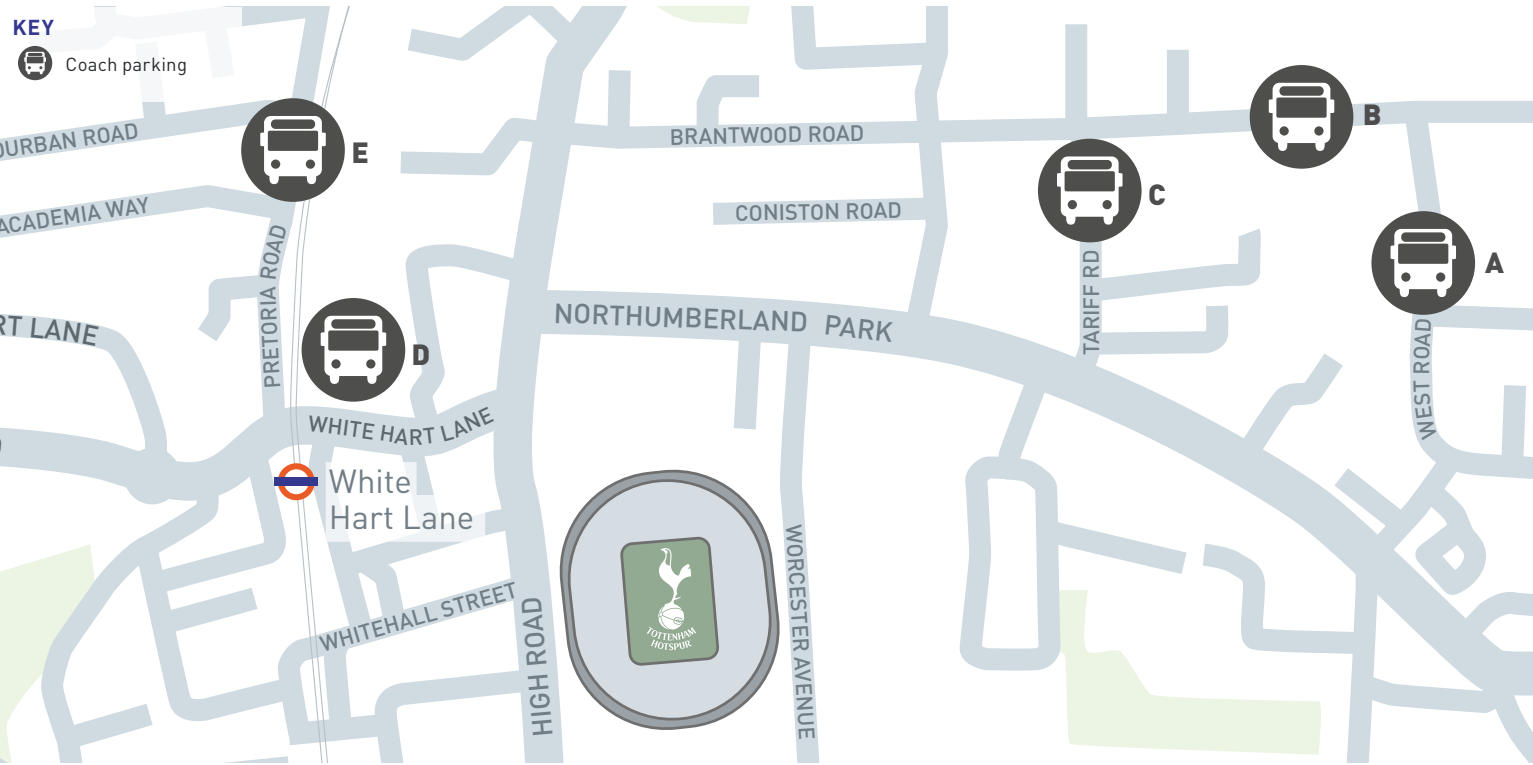 KEY
Coach parking
DURBAN ROAD
E
BRANTWOOD ROAD
B
C
ACADEMIA WAY
CONISTON ROAD
A
PRETORIA ROAD
TARIFF RD
NORTHUMBERLAND PARK
RT LANE
D
WEST ROAD
WHITE HART LANE
White
Hart Lane
WHITEHALL STREET
HIGH ROAD
TOTTENHAM
HOTSPUR
WORCESTER AVENUE